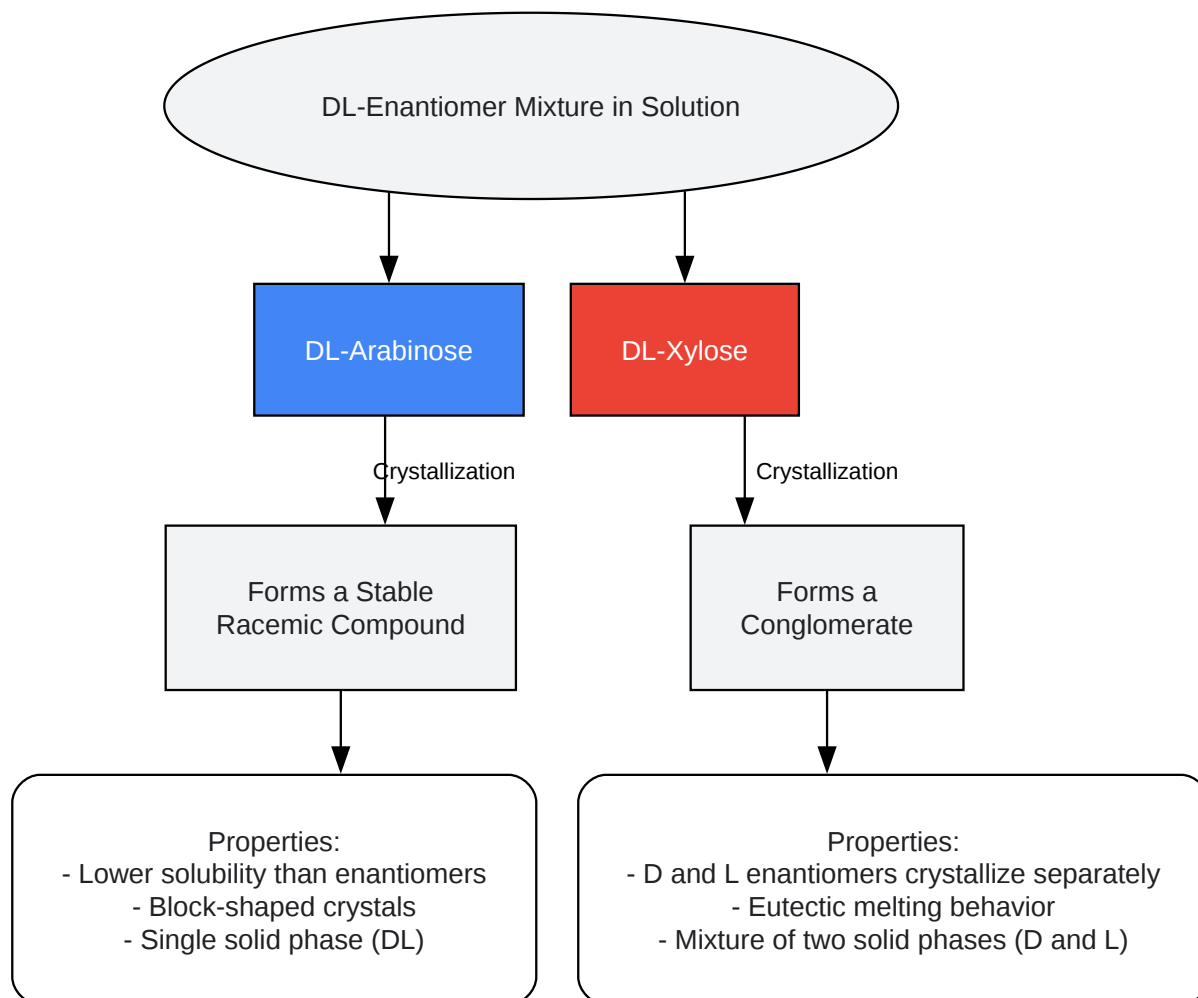 DL-Enantiomer Mixture in Solution
DL-Arabinose
DL-Xylose
Crystallization
Crystallization
Forms a Stable
Racemic Compound
Forms a
Conglomerate
Properties:
- Lower solubility than enantiomers
- Block-shaped crystals
- Single solid phase (DL)
Properties:
- D and L enantiomers crystallize separately
- Eutectic melting behavior
- Mixture of two solid phases (D and L)